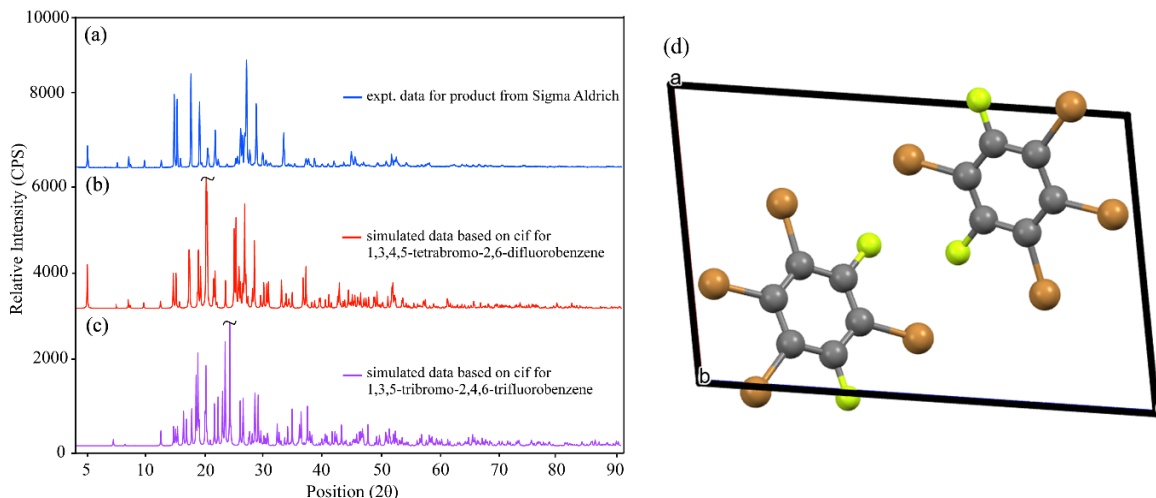 10000
(a)
expt. data for product from Sigma Aldrich
8000
6000
(b)
simulated data based on cif for
1,3,4,5-tetrabromo-2,6-difluorobenzene
4000
(c)
simulated data based on cif for
1,3,5-tribromo-2,4,6-trifluorobenzene
2000
0
5 10 20 30 40 50 60 70 80 90
Position (2θ)
Relative Intensity (CPS)
(d)
a
b